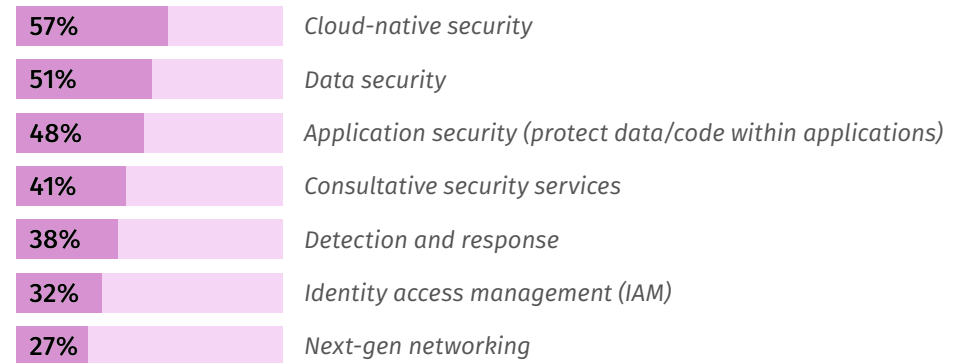 57% Cloud-native security
51% Data security
48% Application security (protect data/code within applications)
41% Consultative security services
38% Detection and response
32% Identity access management (IAM)
27% Next-gen networking